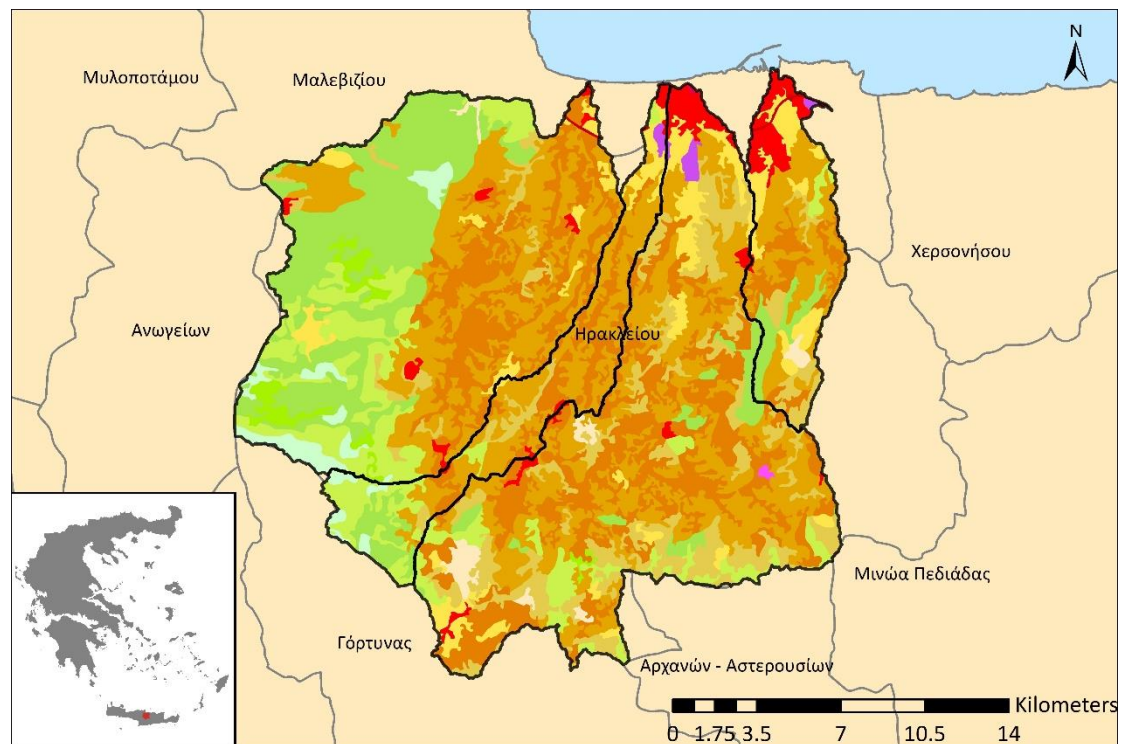 N
Μυλοποτάμου
Μαλεβιζίου
Χερσονήσου
Ανωγείων
Ηρακλείου
Μινώα Πεδιάδας
Γόρτυνας
Αρχανών - Αστερουσίων
Kilometers
0 1.75 3.5 7 10.5 14